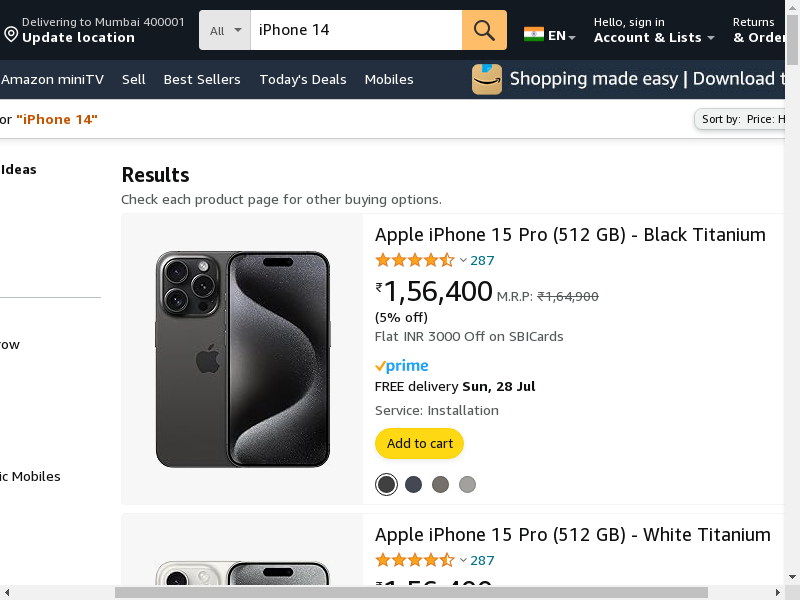 Delivering to Mumbai 400001
Update location
All
iPhone 14
EN
Hello, sign in
Account & Lists
Returns
& Order
Amazon miniTV
Sell
Best Sellers
Today's Deals
Mobiles
Shopping made easy | Download t
or "iPhone 14"
Sort by: Price: H
Ideas
Results
Check each product page for other buying options.
Apple iPhone 15 Pro (512 GB) - Black Titanium
287
₹1,56,400 M.R.P: ₹1,64,900
(5% off)
Flat INR 3000 Off on SBICards
prime
FREE delivery Sun, 28 Jul
Service: Installation
Add to cart
row
ic Mobiles
Apple iPhone 15 Pro (512 GB) - White Titanium
287
₹1,56,400